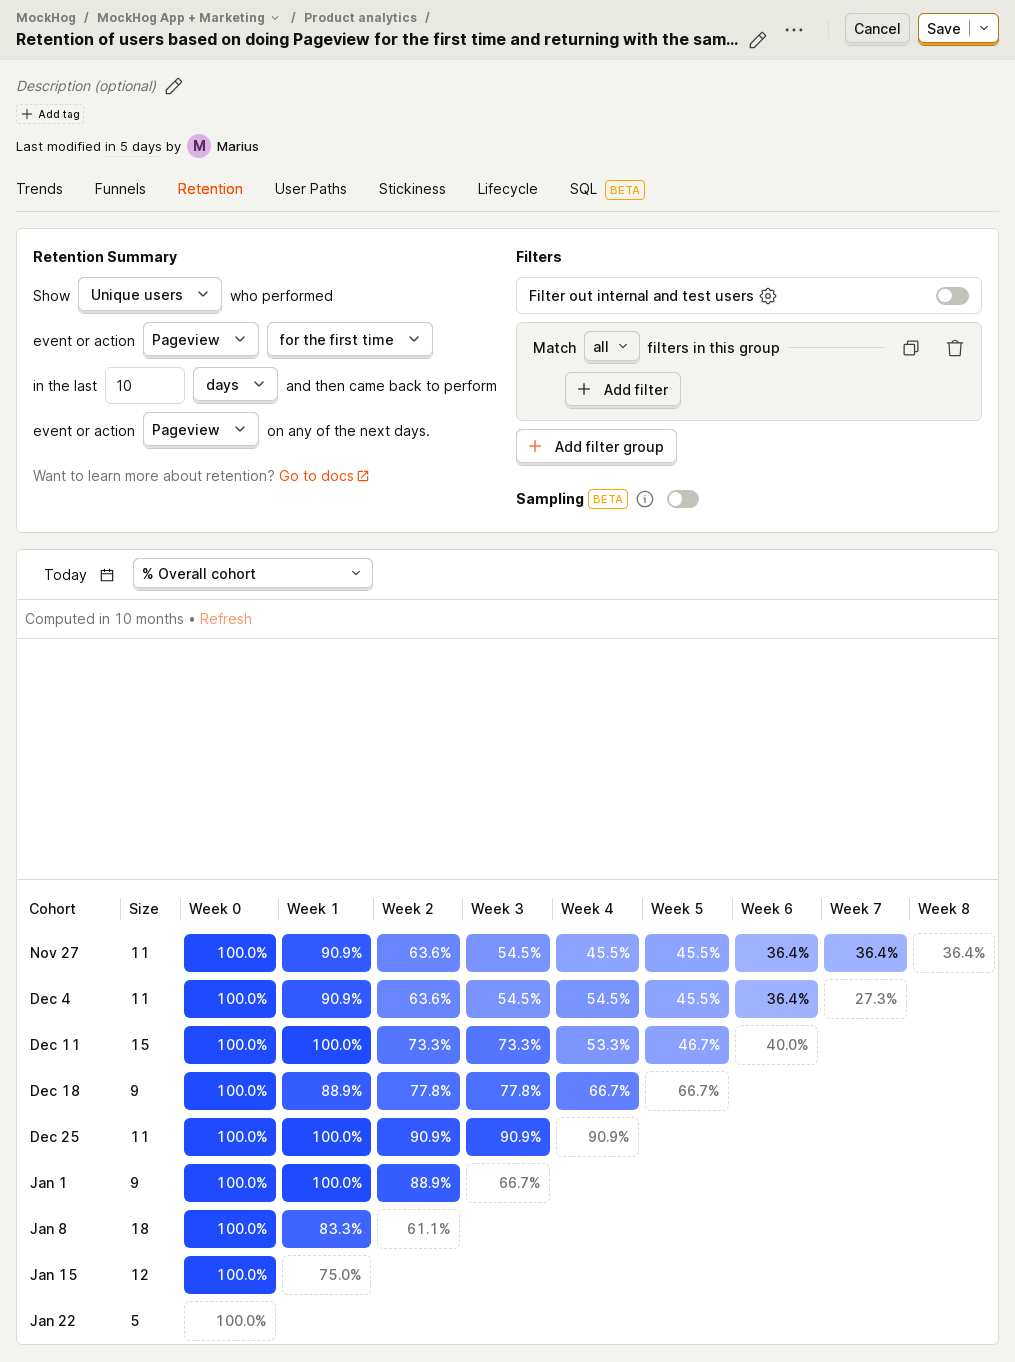 MockHog / MockHog App + Marketing / Product analytics /
Retention of users based on doing Pageview for the first time and returning with the sam...
Cancel
Save
Description (optional)
+ Add tag
Last modified in 5 days by M Marius
Trends Funnels Retention User Paths Stickiness Lifecycle SQL BETA
Retention Summary
Show Unique users who performed
event or action Pageview for the first time
in the last 10 days and then came back to perform
event or action Pageview on any of the next days.
Want to learn more about retention? Go to docs
Filters
Filter out internal and test users
Match all filters in this group
+ Add filter
+ Add filter group
Sampling BETA
Today % Overall cohort
Computed in 10 months • Refresh
Cohort Size Week 0 Week 1 Week 2 Week 3 Week 4 Week 5 Week 6 Week 7 Week 8
Nov 27 11 100.0% 90.9% 63.6% 54.5% 45.5% 45.5% 36.4% 36.4% 36.4%
Dec 4 11 100.0% 90.9% 63.6% 54.5% 54.5% 45.5% 36.4% 27.3%
Dec 11 15 100.0% 100.0% 73.3% 73.3% 53.3% 46.7% 40.0%
Dec 18 9 100.0% 88.9% 77.8% 77.8% 66.7% 66.7%
Dec 25 11 100.0% 100.0% 90.9% 90.9% 90.9%
Jan 1 9 100.0% 100.0% 88.9% 66.7%
Jan 8 18 100.0% 83.3% 61.1%
Jan 15 12 100.0% 75.0%
Jan 22 5 100.0%